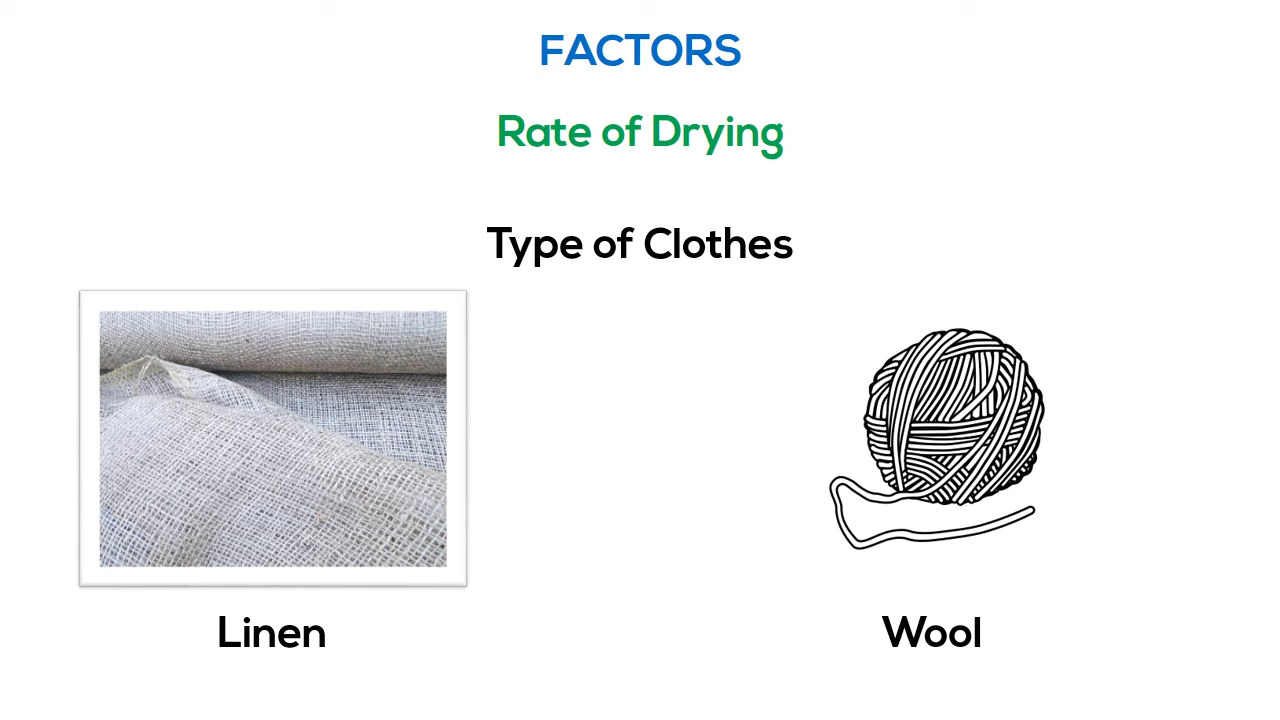 FACTORS
Rate of Drying
Type of Clothes
Linen
Wool